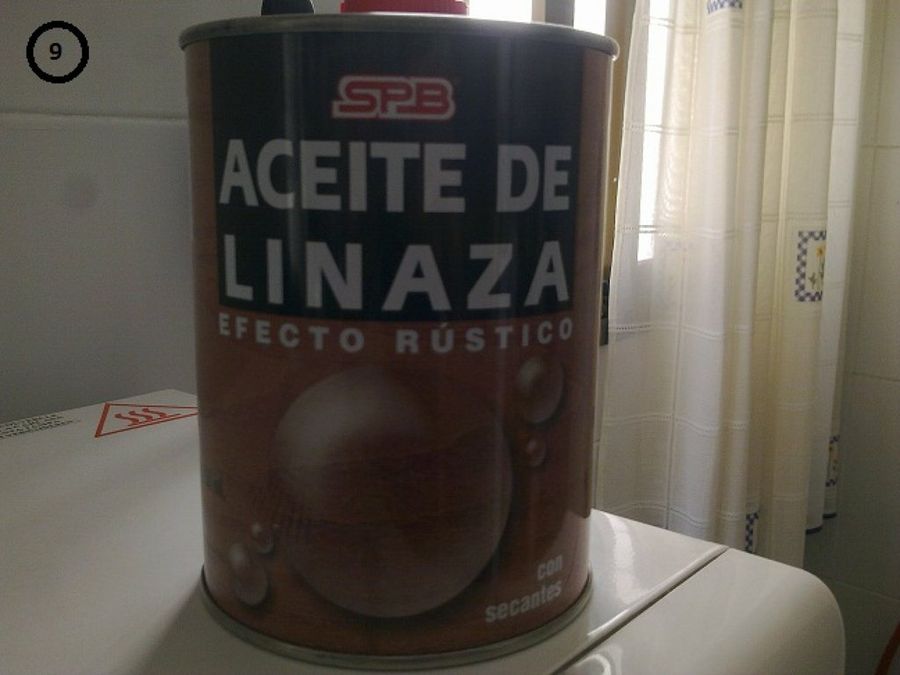 9
SPB
ACEITE DE
LINAZA
EFECTO RÚSTICO
con
secantes